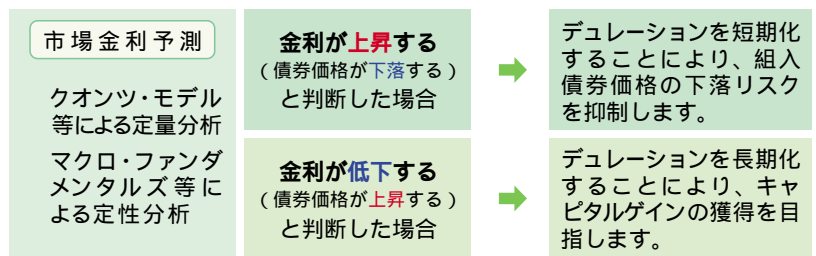 市場金利予測
クオンツ・モデル
等による定量分析
マクロ・ファンダ
メンタルズ等に
よる定性分析
金利が上昇する
(債券価格が下落する)
と判断した場合
デュレーションを短期化
することにより、組入
債券価格の下落リスク
を抑制します。
金利が低下する
(債券価格が上昇する)
と判断した場合
デュレーションを長期化
することにより、キャ
ピタルゲインの獲得を目
指します。